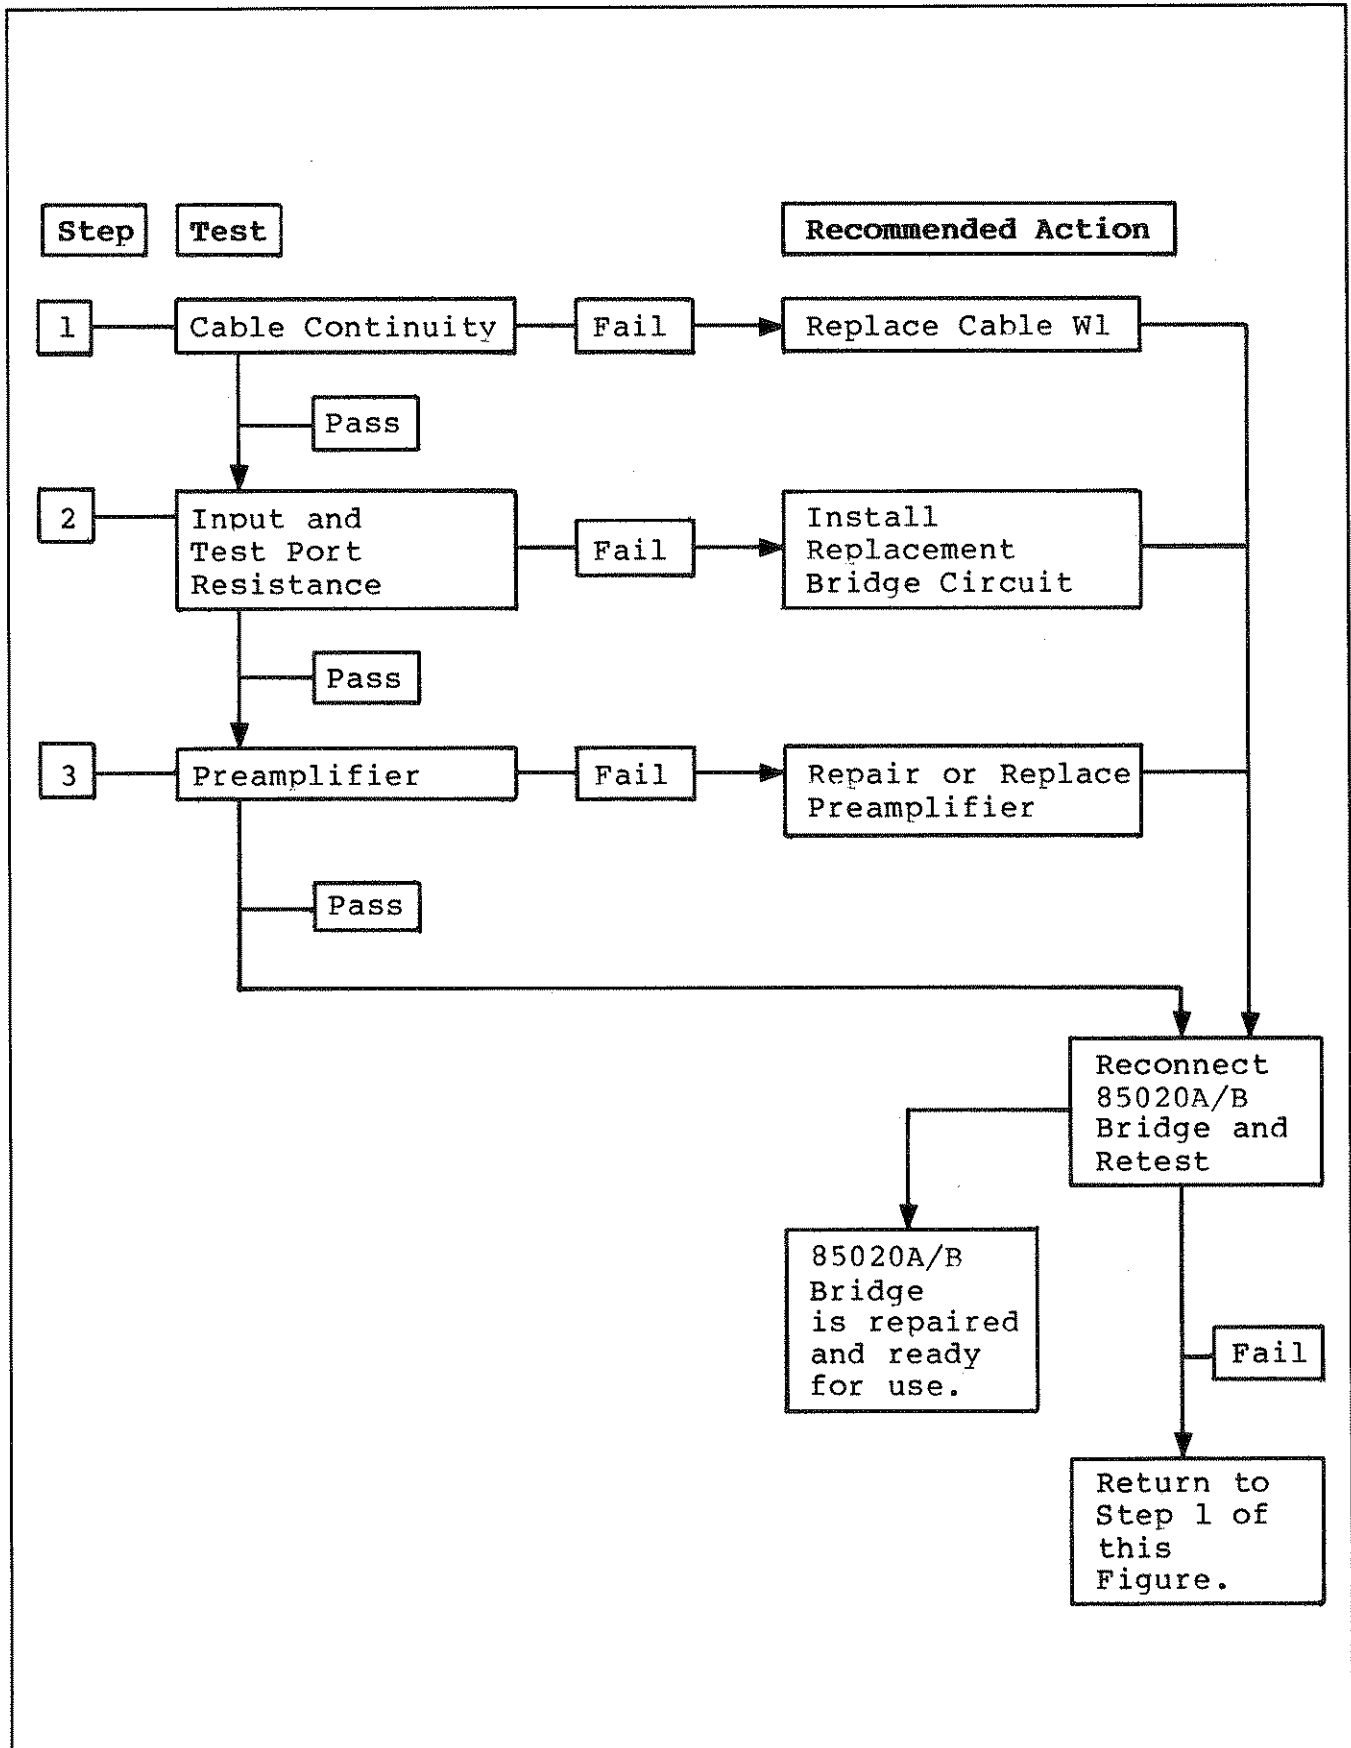 Step
Test
Recommended Action
1
Cable Continuity
Fail
Replace Cable W1
Pass
2
Input and
Test Port
Resistance
Fail
Install
Replacement
Bridge Circuit
Pass
3
Preamplifier
Fail
Repair or Replace
Preamplifier
Pass
Reconnect
85020A/B
Bridge and
Retest
85020A/B
Bridge
is repaired
and ready
for use.
Fail
Return to
Step 1 of
this
Figure.